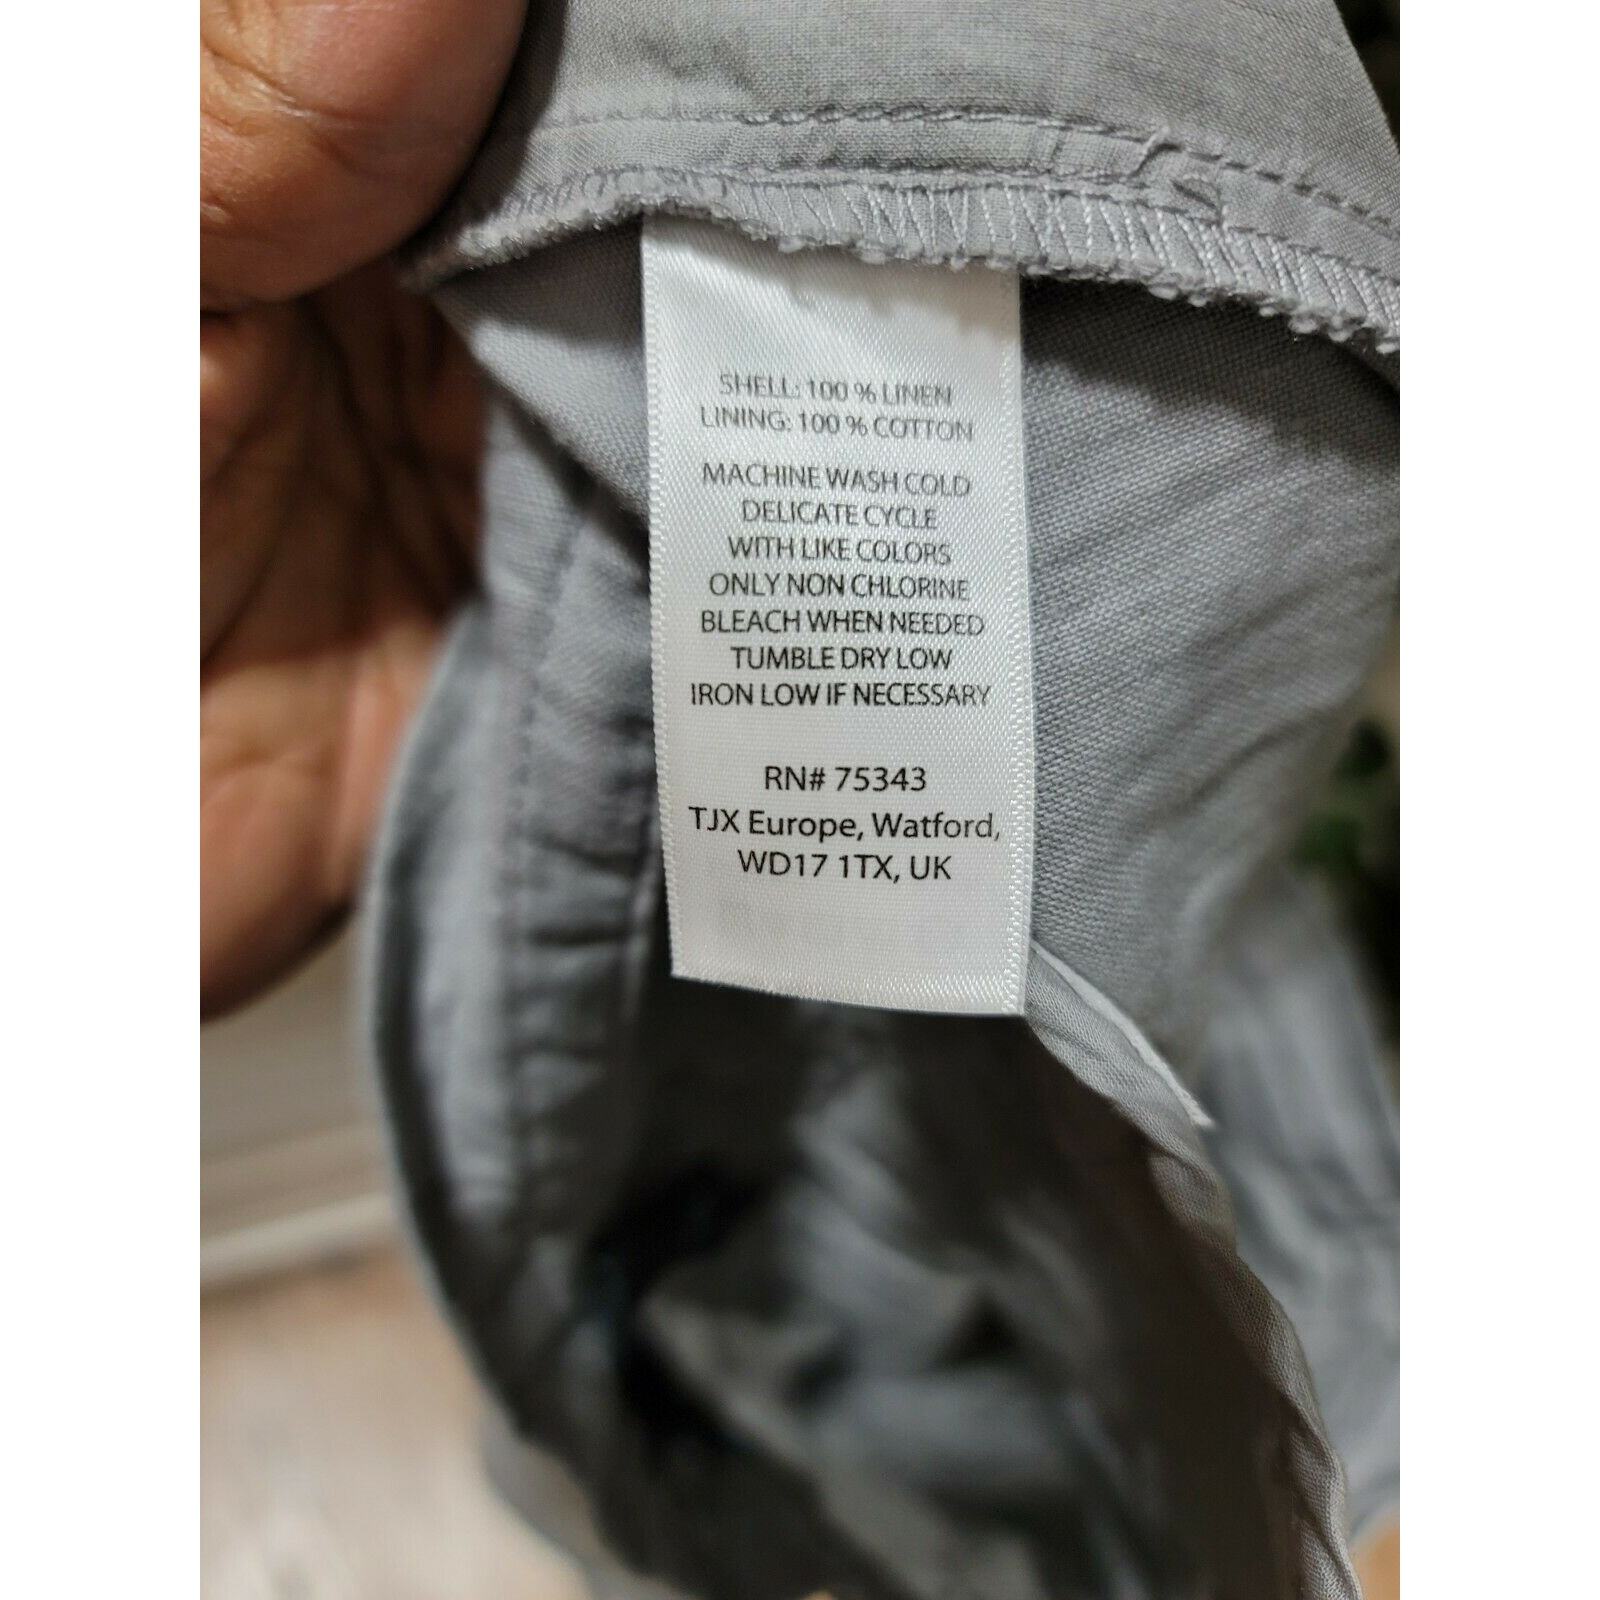 SHELL: 100 % LINEN
LINING: 100 % COTTON
MACHINE WASH COLD
DELICATE CYCLE
WITH LIKE COLORS
ONLY NON CHLORINE
BLEACH WHEN NEEDED
TUMBLE DRY LOW
IRON LOW IF NECESSARY
RN# 75343
TJX Europe, Watford,
WD17 1TX, UK